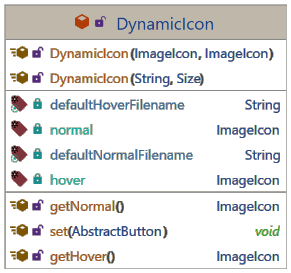 DynamicIcon
DynamicIcon(ImageIcon, ImageIcon)
DynamicIcon(String, Size)
defaultHoverFilename String
normal ImageIcon
defaultNormalFilename String
hover ImageIcon
getNormal() ImageIcon
set(AbstractButton) void
getHover() ImageIcon